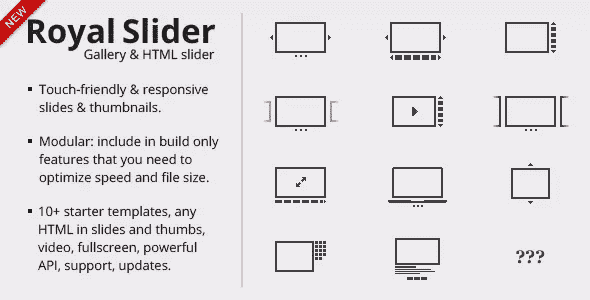 NEW
Royal Slider
Gallery & HTML slider
Touch-friendly & responsive
slides & thumbnails.
Modular: include in build only
features that you need to
optimize speed and file size.
10+ starter templates, any
HTML in slides and thumbs,
video, fullscreen, powerful
API, support, updates.
???